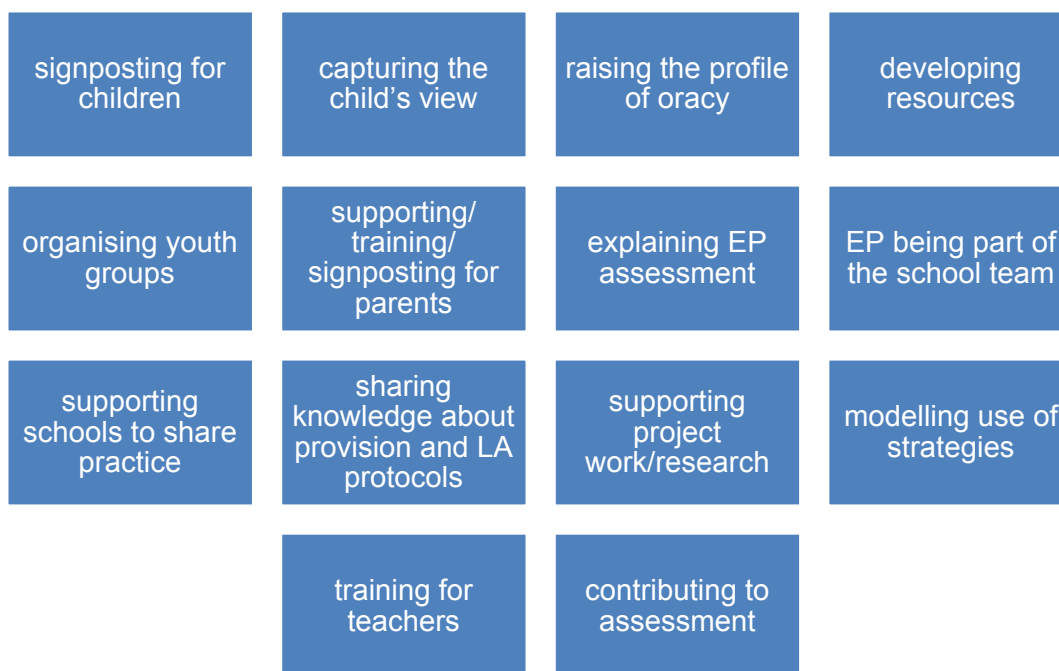 signposting for
children
capturing the
child's view
raising the profile
of oracy
developing
resources
organising youth
groups
supporting/
training/
signposting for
parents
explaining EP
assessment
EP being part of
the school team
supporting
schools to share
practice
sharing
knowledge about
provision and LA
protocols
supporting
project
work/research
modelling use of
strategies
training for
teachers
contributing to
assessment